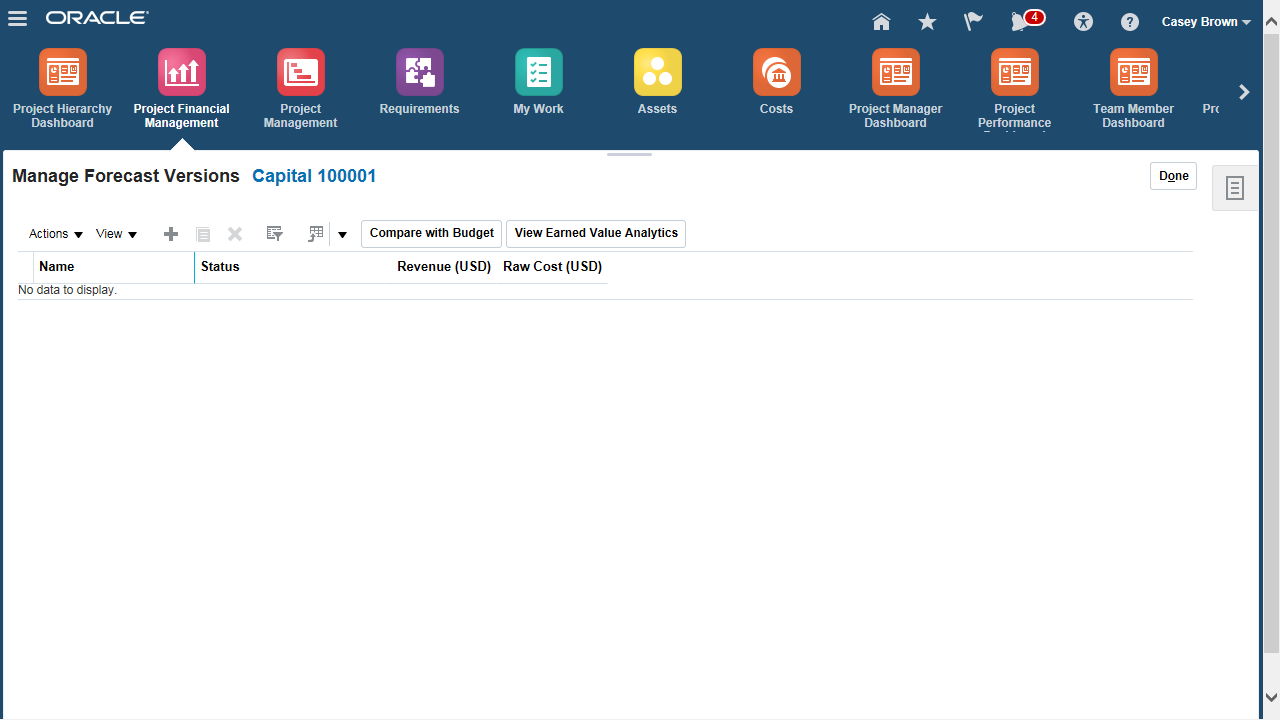 ORACLE
4
Casey Brown
Project Hierarchy
Dashboard
Project Financial
Management
Project
Management
Requirements
My Work
Assets
Costs
Project Manager
Dashboard
Project
Performance
Team Member
Dashboard
Pro
Manage Forecast Versions Capital 100001
Done
Actions View Compare with Budget View Earned Value Analytics
Name Status Revenue (USD) Raw Cost (USD)
No data to display.